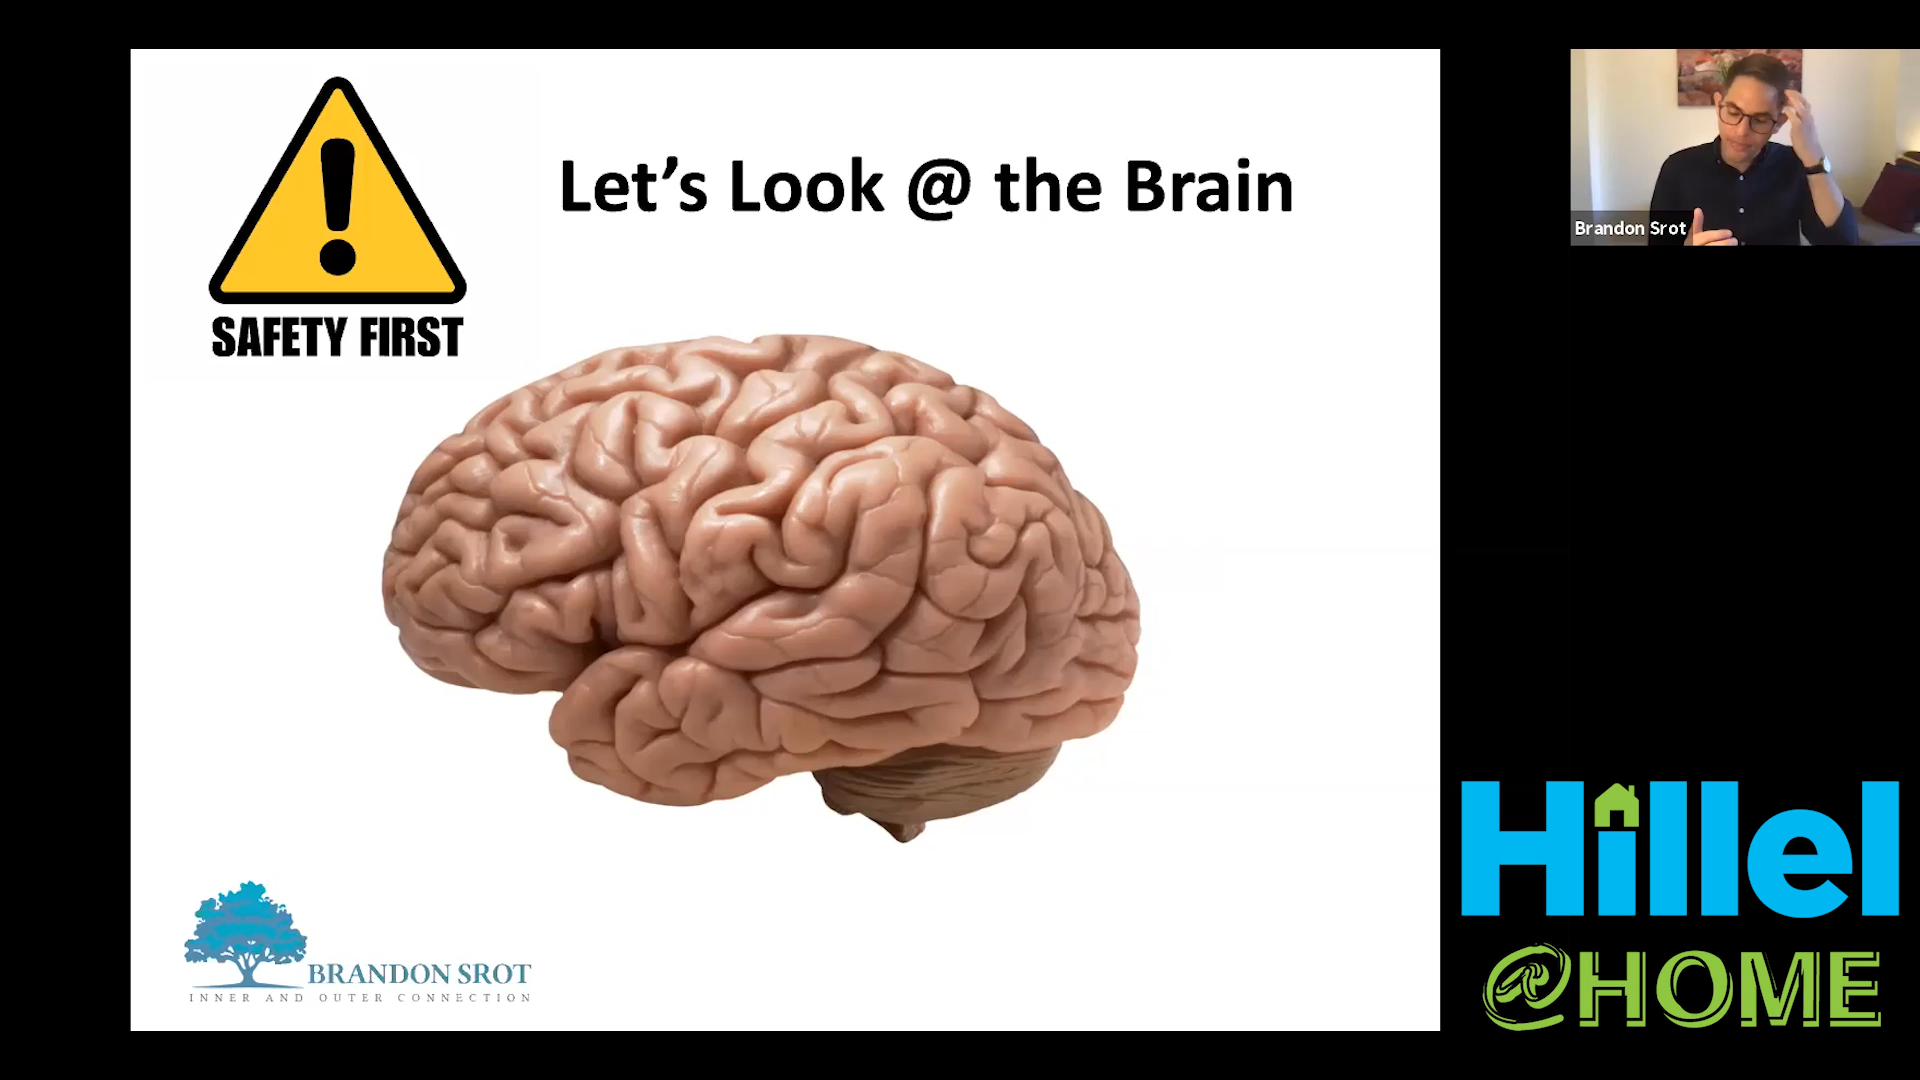 Let's Look @ the Brain
SAFETY FIRST
Brandon Srot
BRANDON SROT
INNER AND OUTER CONNECTION
Hillel
@HOME